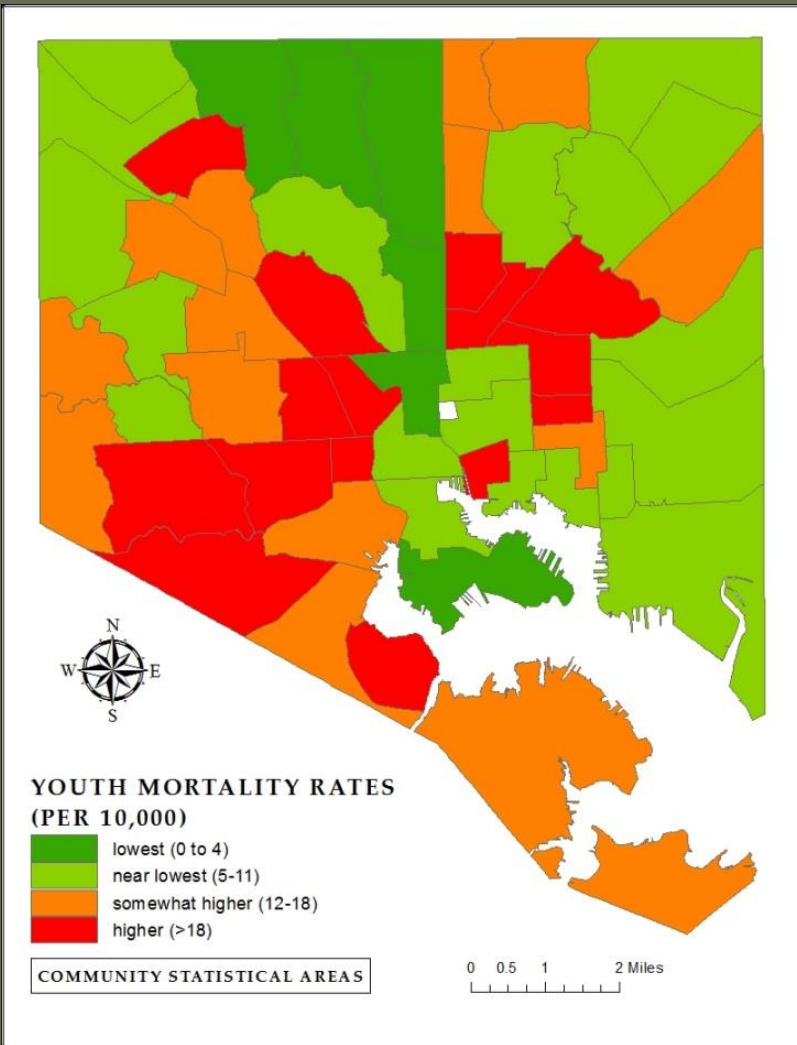 N
W E
S
YOUTH MORTALITY RATES
(PER 10,000)
lowest (0 to 4)
near lowest (5-11)
somewhat higher (12-18)
higher (>18)
COMMUNITY STATISTICAL AREAS
0 0.5 1 2 Miles